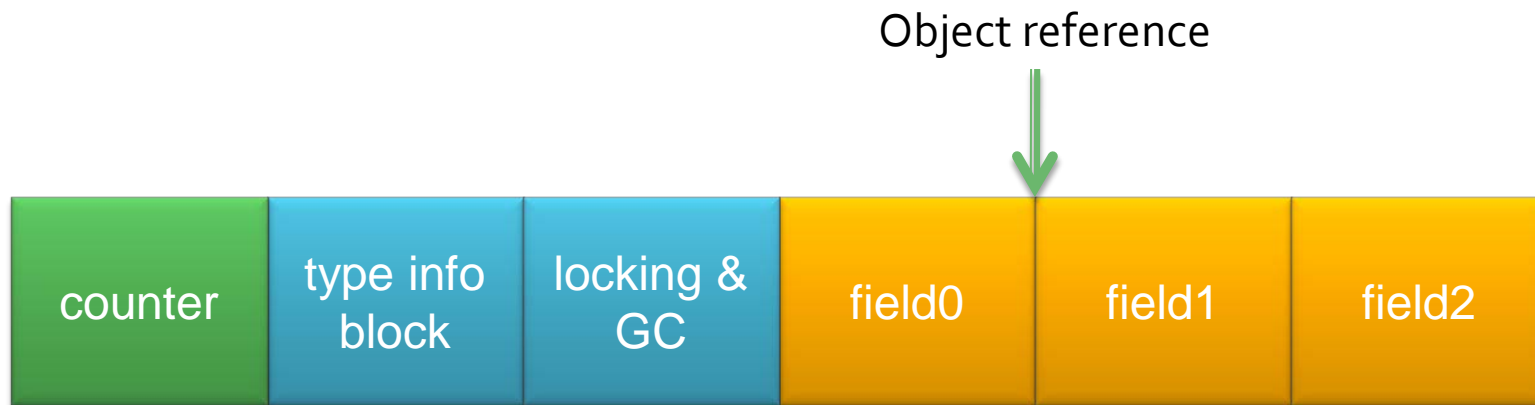 Object reference
counter
type info
block
locking &
GC
field0
field1
field2